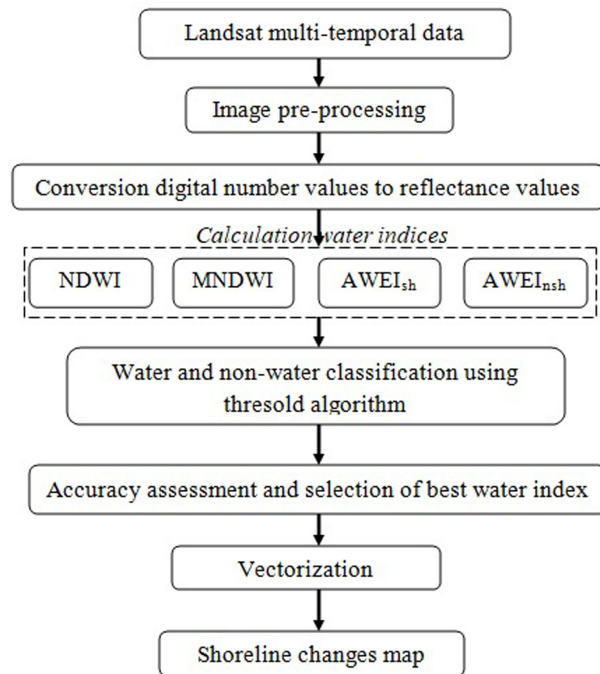 Landsat multi-temporal data
Image pre-processing
Conversion digital number values to reflectance values
Calculation water indices
NDWI
MNDWI
AWEIsh
AWEInsh
Water and non-water classification using
thresold algorithm
Accuracy assessment and selection of best water index
Vectorization
Shoreline changes map